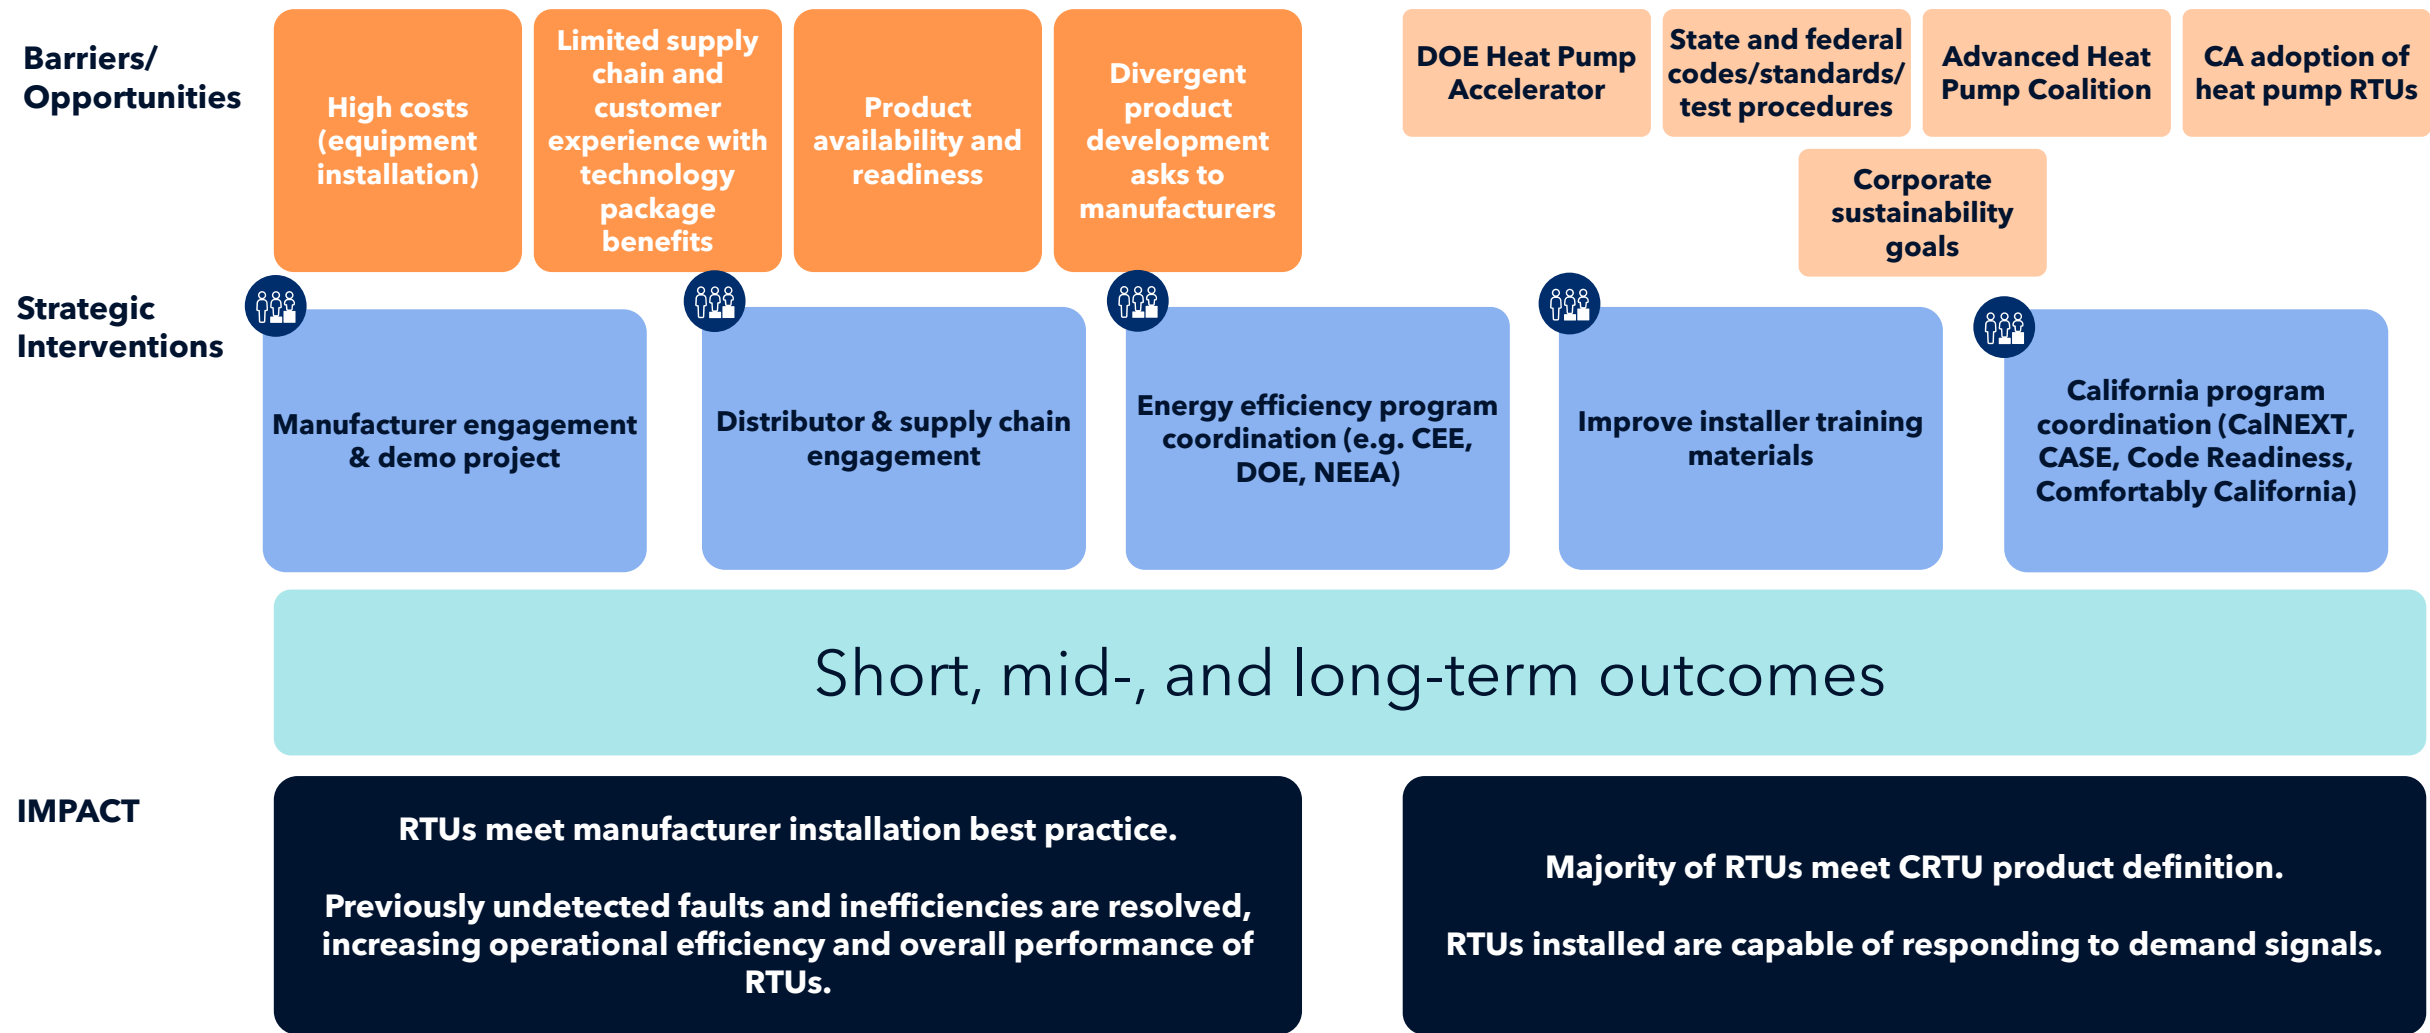 Barriers/
Opportunities
High costs
(equipment
installation)
Limited supply
chain and
customer
experience with
technology
package
benefits
Product
availability and
readiness
Divergent
product
development
asks to
manufacturers
DOE Heat Pump
Accelerator
State and federal
codes/standards/
test procedures
Advanced Heat
Pump Coalition
CA adoption of
heat pump RTUs
Corporate
sustainability
goals
Strategic
Interventions
Manufacturer engagement
& demo project
Distributor & supply chain
engagement
Energy efficiency program
coordination (e.g. CEE,
DOE, NEEA)
Improve installer training
materials
California program
coordination (CalNEXT,
CASE, Code Readiness,
Comfortably California)
Short, mid-, and long-term outcomes
IMPACT
RTUs meet manufacturer installation best practice.
Previously undetected faults and inefficiencies are resolved,
increasing operational efficiency and overall performance of
RTUs.
Majority of RTUs meet CRTU product definition.
RTUs installed are capable of responding to demand signals.